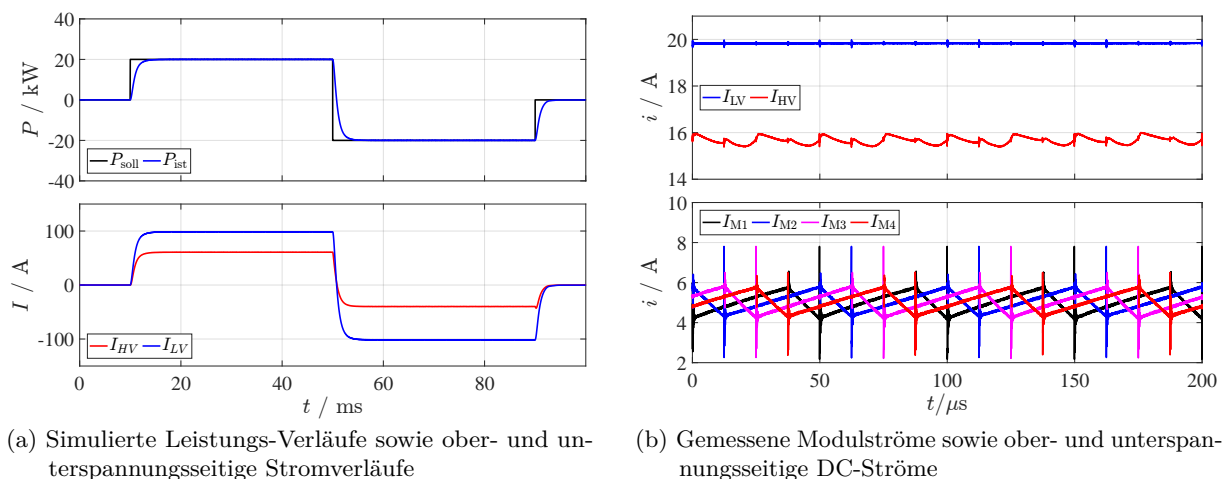 40
20
0
-20
-40
P / kW
P_soll P_ist
100
0
-100
I / A
I_HV I_LV
0 20 40 60 80
t / ms
(a) Simulierte Leistungs-Verläufe sowie ober- und un-
terspannungsseitige Stromverläufe
20
18
16
14
i / A
I_LV I_HV
10
8
6
4
2
i / A
I_M1 I_M2 I_M3 I_M4
0 50 100 150 200
t/μs
(b) Gemessene Modulströme sowie ober- und unterspan-
nungsseitige DC-Ströme